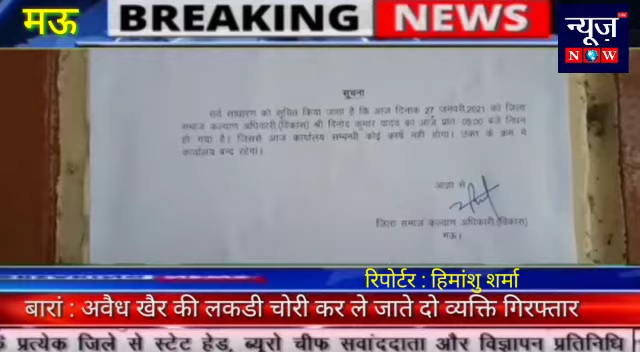 मऊ
BREAKING NEWS
न्यूज़
NOW
सूचना
सर्व साधारण को सूचित किया जाता है कि आज दिनांक 27 जनवरी,2021 को जिला
समाज कल्याण अधिकारी,(विकास) श्री विनोद कुमार यादव का आज प्रातः 05:00 बजे निधन
हो गया है। जिससे आज कार्यालय सम्बन्धी कोई कार्य नही होगा। उक्त के क्रम में
कार्यालय बन्द रहेगा।
आज्ञा से
जिला समाज कल्याण अधिकारी,(विकास)
मऊ।
रिपोर्टर : हिमांशु शर्मा
बारां : अवैध खैर की लकडी चोरी कर ले जाते दो व्यक्ति गिरफ्तार
प्रत्येक जिले से स्टेट हेड, ब्यूरो चीफ संवाददाता और विज्ञापन प्रतिनिधि